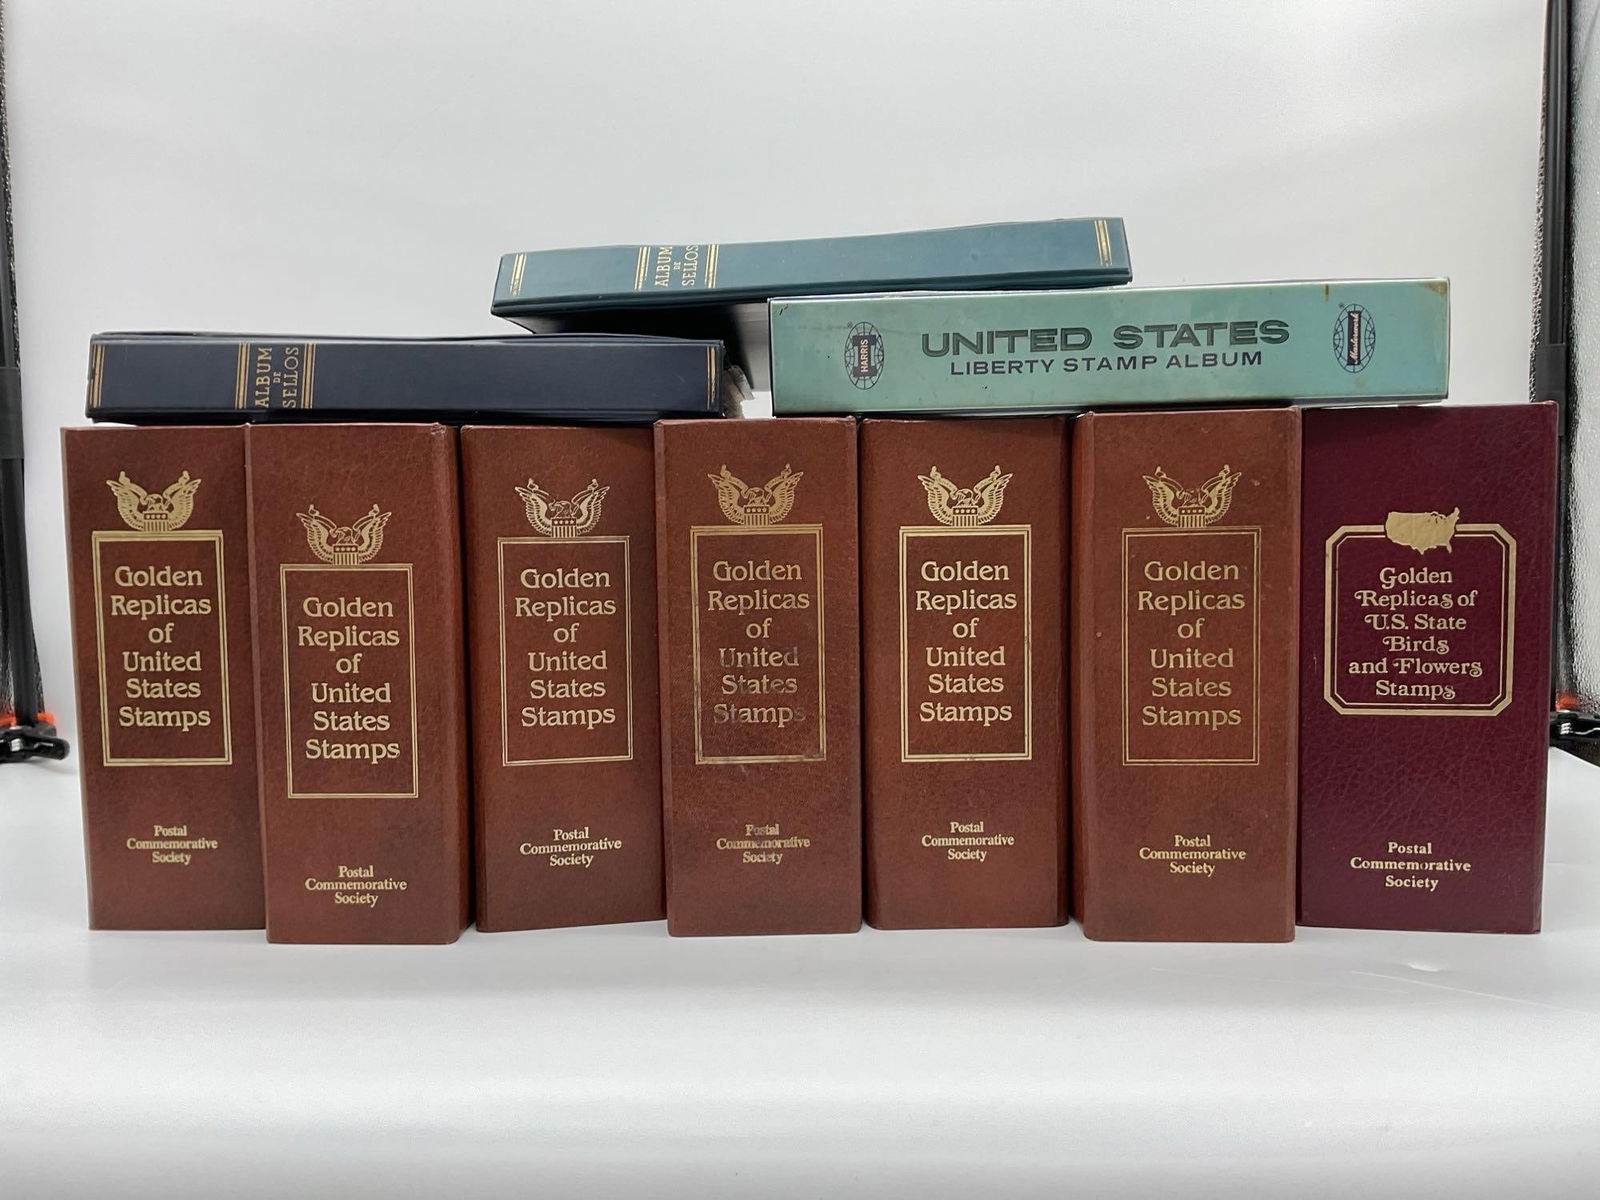 ALBUM
DE
SELLOS
ALBUM
DE
SELLOS
HARRIS
UNITED STATES
LIBERTY STAMP ALBUM
Masterwork
Golden
Replicas
of
United
States
Stamps
Postal
Commemorative
Society
Golden
Replicas
of
United
States
Stamps
Postal
Commemorative
Society
Golden
Replicas
of
United
States
Stamps
Postal
Commemorative
Society
Golden
Replicas
of
United
States
Stamps
Postal
Commemorative
Society
Golden
Replicas
of
United
States
Stamps
Postal
Commemorative
Society
Golden
Replicas
of
United
States
Stamps
Postal
Commemorative
Society
Golden
Replicas of
U.S. State
Birds
and Flowers
Stamps
Postal
Commemorative
Society